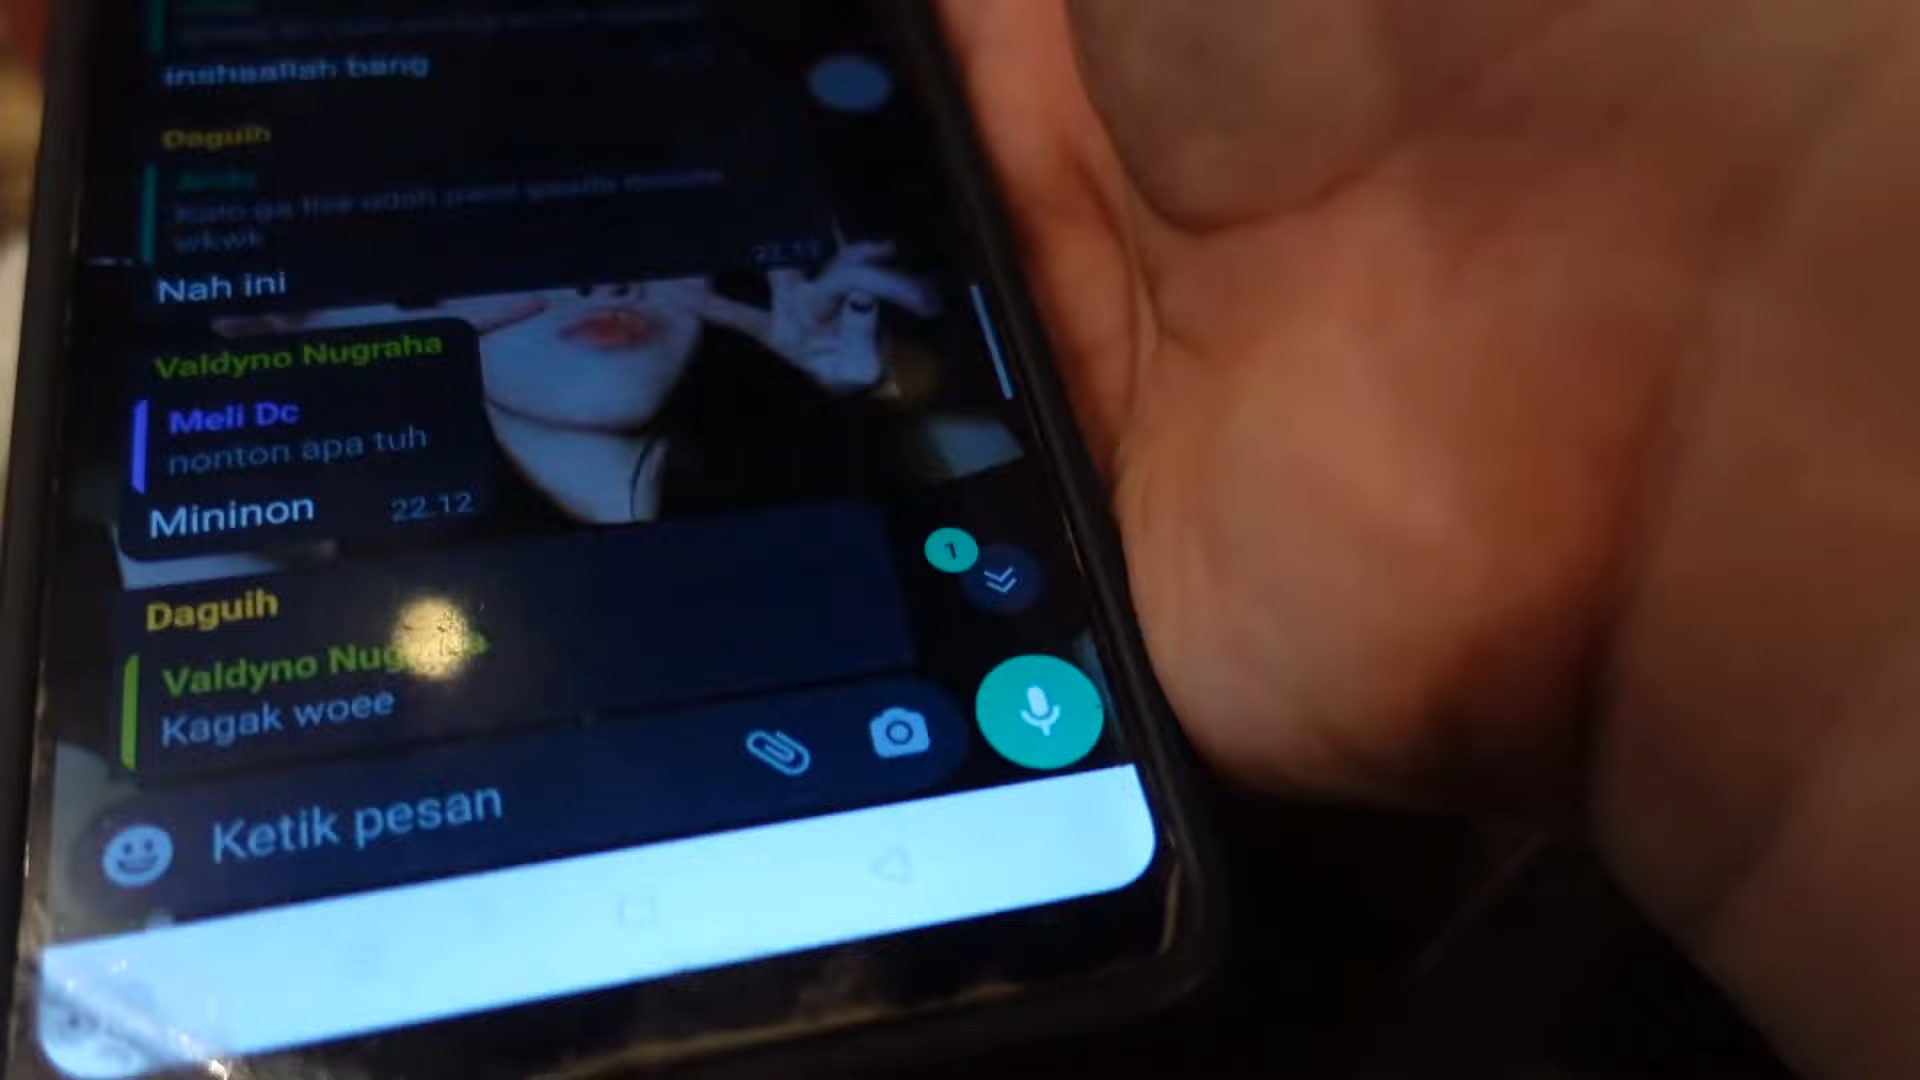 inshaallah bang
Daguih
wkwk
Nah ini
Valdyno Nugraha
Meli Dc
nonton apa tuh
Mininon 22.12
1
Daguih
Valdyno Nug
Kagak woee
Ketik pesan